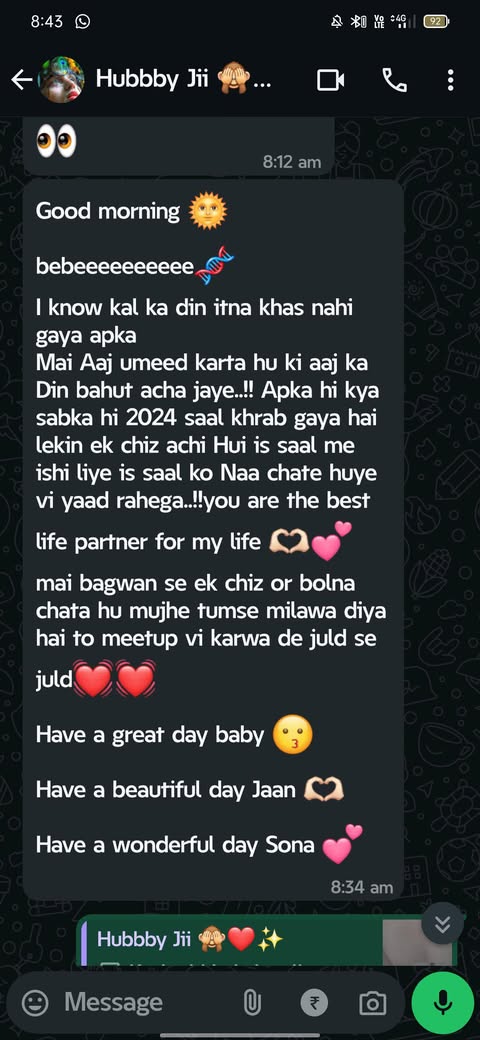 8:43
Vo LTE 4G 92
Hubbby Jii 🙈...
👀
8:12 am
Good morning 🌞
bebeeeeeeeeeee🧬
I know kal ka din itna khas nahi
gaya apka
Mai Aaj umeed karta hu ki aaj ka
Din bahut acha jaye..!! Apka hi kya
sabka hi 2024 saal khrab gaya hai
lekin ek chiz achi Hui is saal me
ishi liye is saal ko Naa chate huye
vi yaad rahega..!!you are the best
life partner for my life 🫶🏻💕
mai bagwan se ek chiz or bolna
chata hu mujhe tumse milawa diya
hai to meetup vi karwa de juld se
juld💓💓
Have a great day baby 😗
Have a beautiful day Jaan 🫶🏻
Have a wonderful day Sona 💕
8:34 am
Hubbby Jii 🙈❤️✨
Message
₹